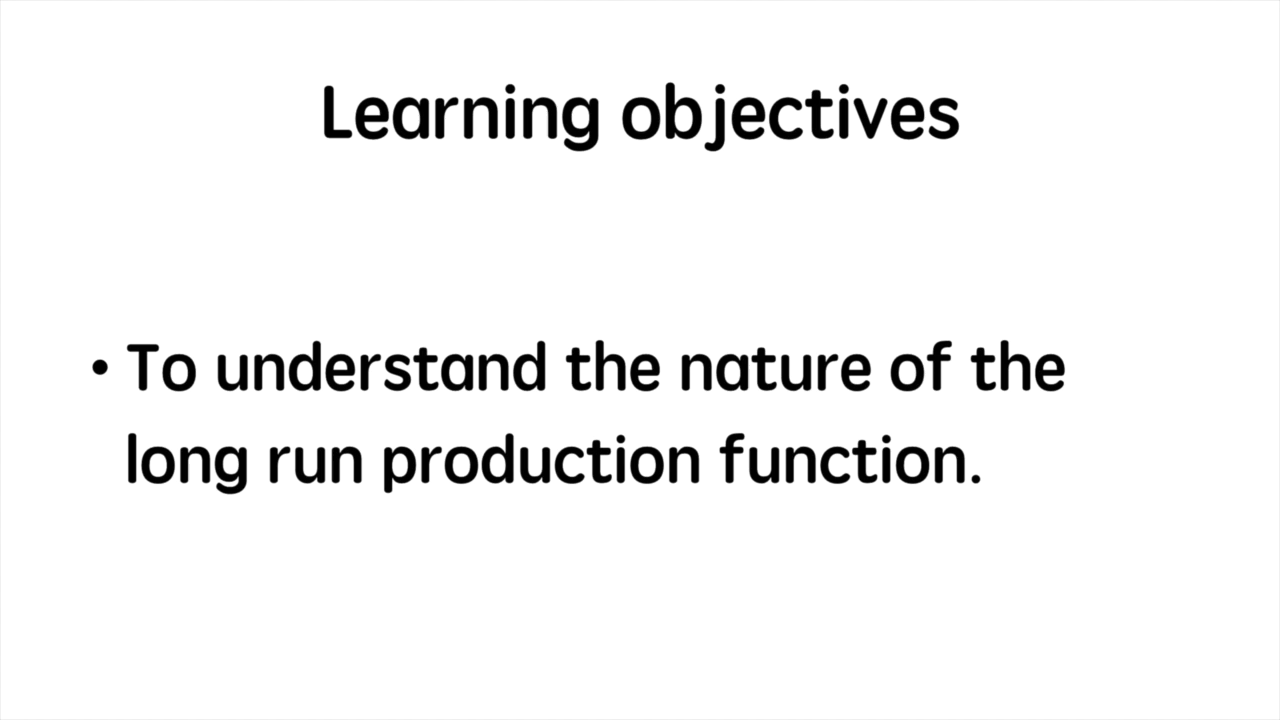 Learning objectives
• To understand the nature of the
long run production function.